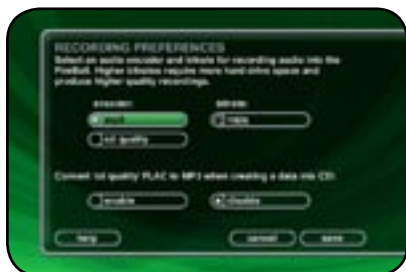 RECORDING PREFERENCES
Select an audio encoder and bitrate for recording audio into the
FireBall. Higher bitrates require more hard drive space and
produce higher quality recordings.
encoder: bitrate:
cd quality
Convert 'cd quality' FLAC to MP3 when creating a data mix CD:
enable disable
help cancel save